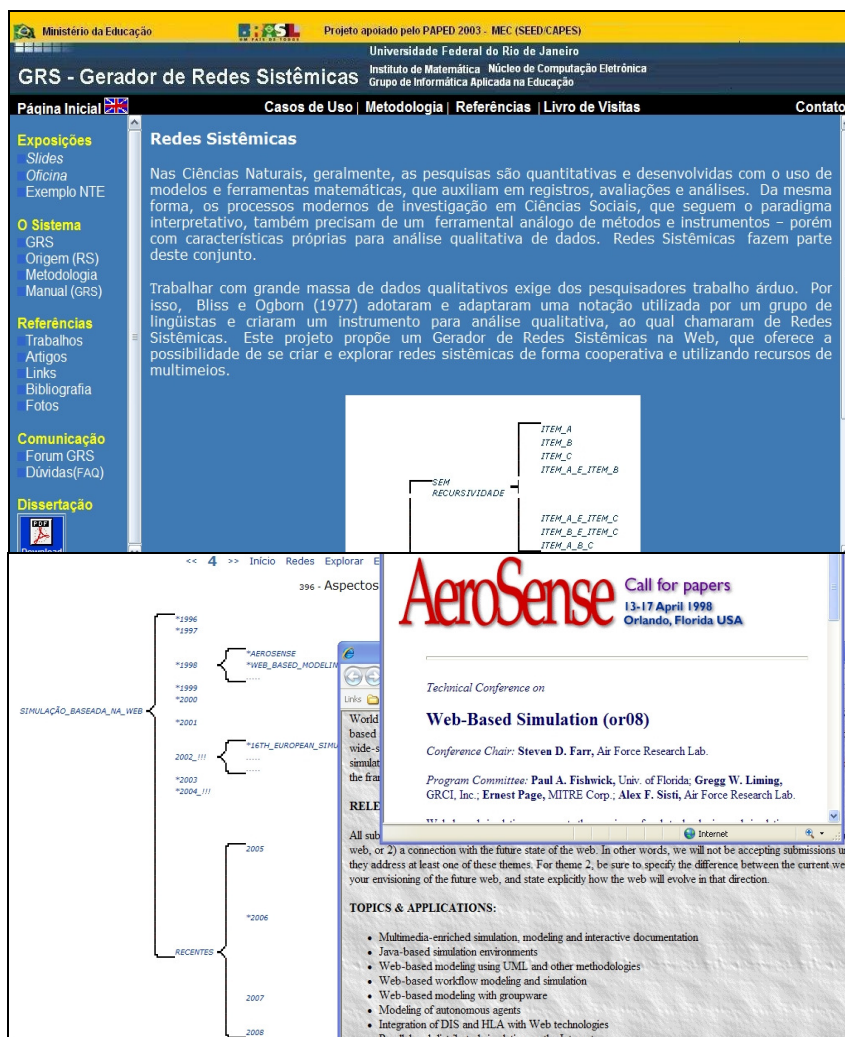 Ministério da Educação
BRASIL
UM PAÍS DE TODOS
Projeto apoiado pelo PAPED 2003 - MEC (SEED/CAPES)
Universidade Federal do Rio de Janeiro
GRS - Gerador de Redes Sistêmicas
Instituto de Matemática Núcleo de Computação Eletrônica
Grupo de Informática Aplicada na Educação
Página Inicial
Casos de Uso | Metodologia | Referências | Livro de Visitas
Contato
Exposições
Slides
Oficina
Exemplo NTE
O Sistema
GRS
Origem (RS)
Metodologia
Manual (GRS)
Referências
Trabalhos
Artigos
Links
Bibliografia
Fotos
Comunicação
Forum GRS
Dúvidas(FAQ)
Dissertação
PDF
Download
Redes Sistêmicas
Nas Ciências Naturais, geralmente, as pesquisas são quantitativas e desenvolvidas com o uso de
modelos e ferramentas matemáticas, que auxiliam em registros, avaliações e análises. Da mesma
forma, os processos modernos de investigação em Ciências Sociais, que seguem o paradigma
interpretativo, também precisam de um ferramental análogo de métodos e instrumentos – porém
com características próprias para análise qualitativa de dados. Redes Sistêmicas fazem parte
deste conjunto.
Trabalhar com grande massa de dados qualitativos exige dos pesquisadores trabalho árduo. Por
isso, Bliss e Ogborn (1977) adotaram e adaptaram uma notação utilizada por um grupo de
lingüistas e criaram um instrumento para análise qualitativa, ao qual chamaram de Redes
Sistêmicas. Este projeto propõe um Gerador de Redes Sistêmicas na Web, que oferece a
possibilidade de se criar e explorar redes sistêmicas de forma cooperativa e utilizando recursos de
multimeios.
ITEM_A
ITEM_B
ITEM_C
ITEM_A_E_ITEM_B
SEM
RECURSIVIDADE
ITEM_A_E_ITEM_C
ITEM_B_E_ITEM_C
ITEM_A_B_C
<< 4 >> Início Redes Explorar E
396 - Aspectos
*1996
*1997
*1998
*AEROSENSE
*WEB_BASED_MODELIN
.....
*1999
*2000
SIMULAÇÃO_BASEADA_NA_WEB
*2001
2002_!!!
*16TH_EUROPEAN_SIMU
.....
.....
*2003
*2004_!!!
2005
*2006
RECENTES
2007
2008
AeroSense
Call for papers
13-17 April 1998
Orlando, Florida USA
Technical Conference on
Web-Based Simulation (or08)
Conference Chair: Steven D. Farr, Air Force Research Lab.
Program Committee: Paul A. Fishwick, Univ. of Florida; Gregg W. Liming,
GRCI, Inc.; Ernest Page, MITRE Corp.; Alex F. Sisti, Air Force Research Lab.
Internet
Links
World
based
wide-s
simulat
the fra
RELE
All sub
web, or 2) a connection with the future state of the web. In other words, we will not be accepting submissions u
they address at least one of these themes. For theme 2, be sure to specify the difference between the current we
your envisioning of the future web, and state explicitly how the web will evolve in that direction.
TOPICS & APPLICATIONS:
• Multimedia-enriched simulation, modeling and interactive documentation
• Java-based simulation environments
• Web-based modeling using UML and other methodologies
• Web-based workflow modeling and simulation
• Web-based modeling with groupware
• Modeling of autonomous agents
• Integration of DIS and HLA with Web technologies